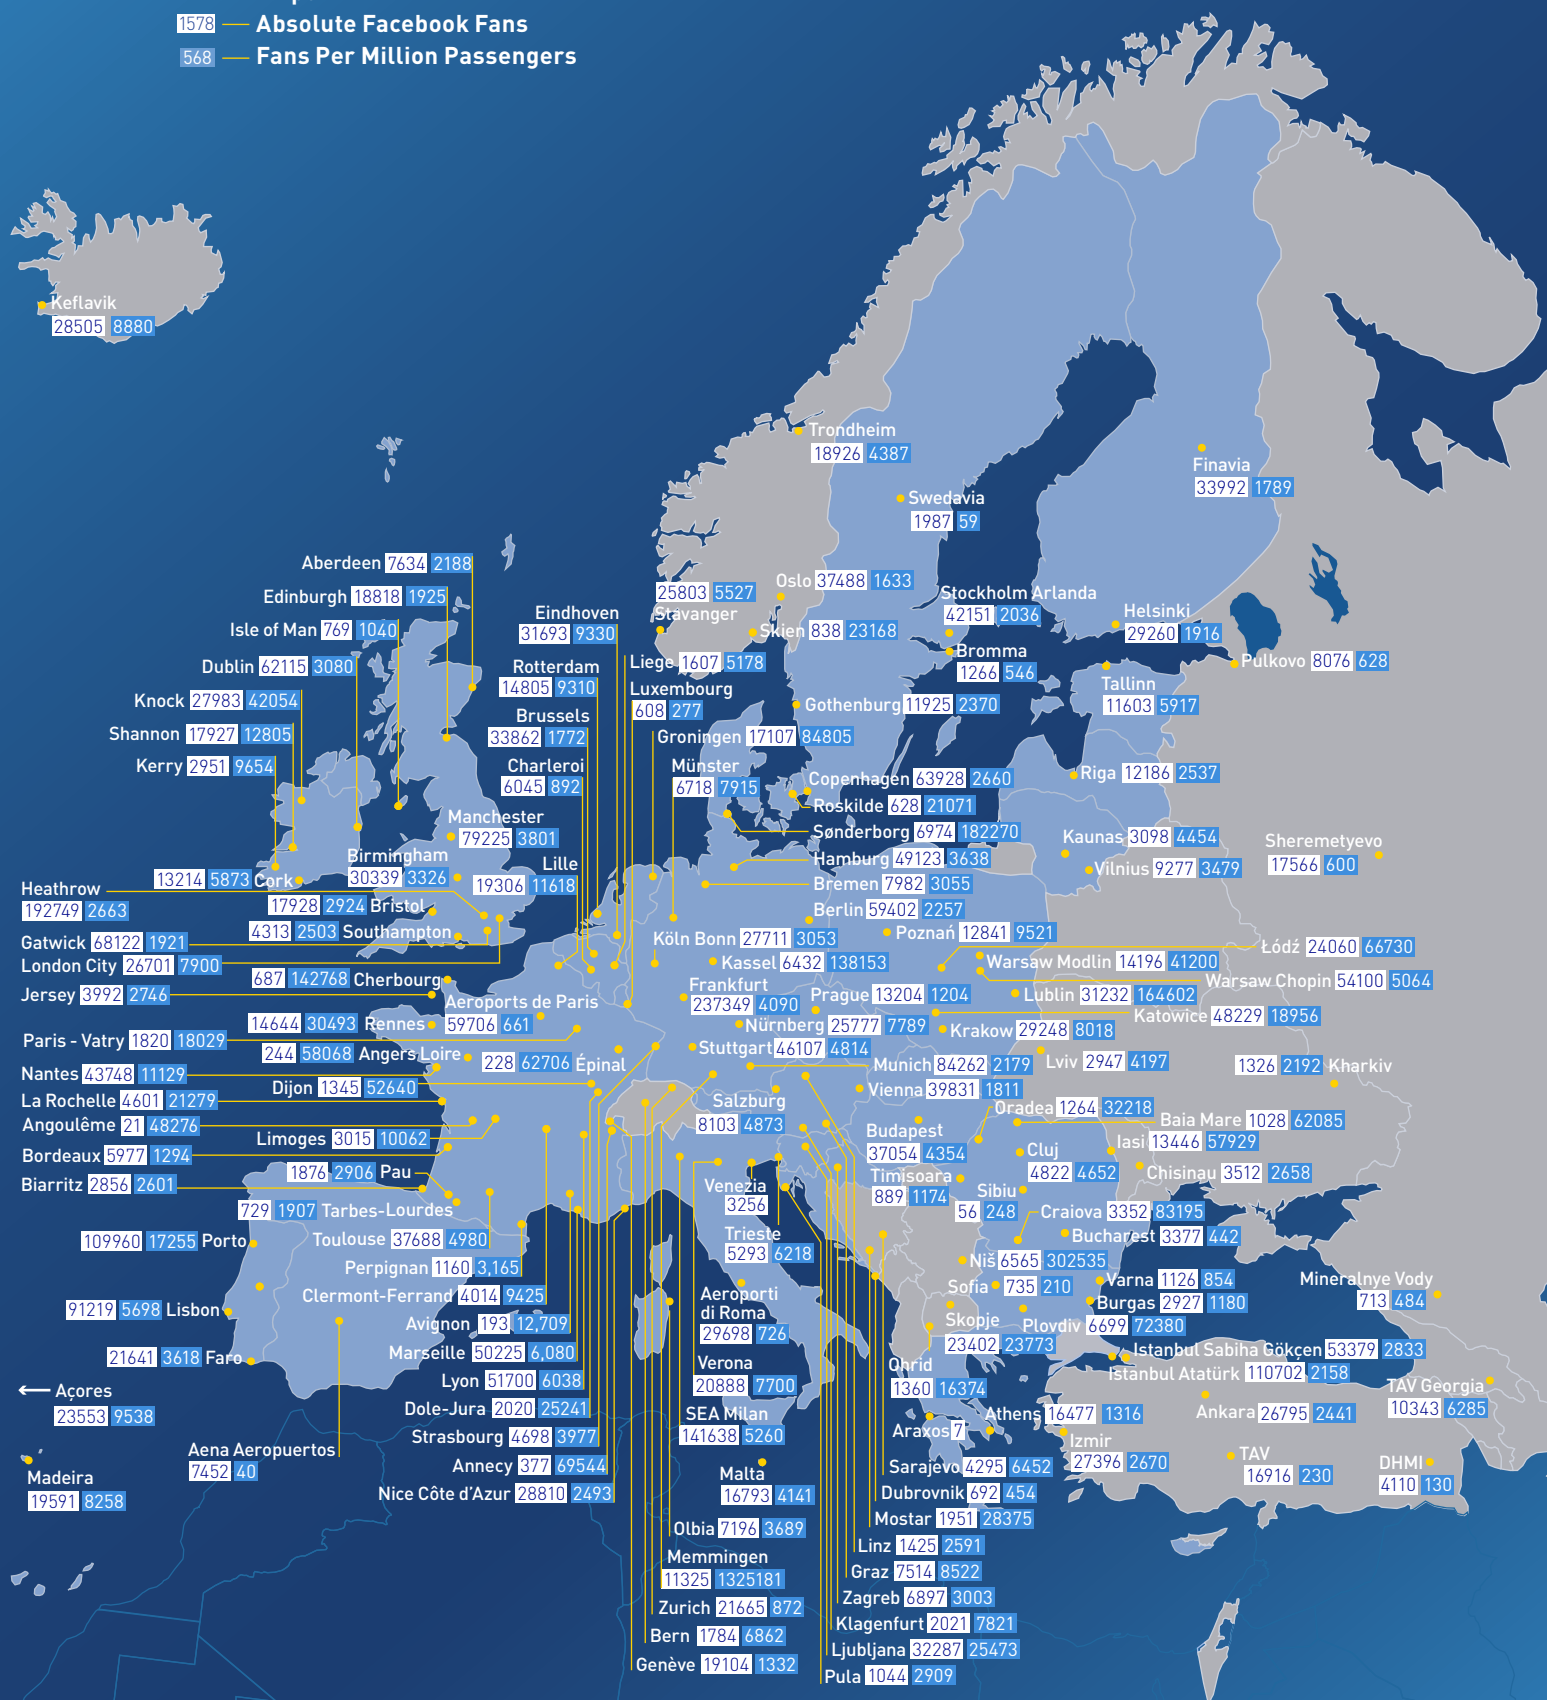 1578 Absolute Facebook Fans
568 Fans Per Million Passengers
Keflavik
28505 8880
Trondheim
18926 4387
Finavia
33992 1789
Swedavia
1987 59
Aberdeen 7634 2188
Edinburgh 18818 1925
Isle of Man 769 1040
Dublin 62115 3080
Knock 27983 42054
Shannon 17927 12805
Kerry 2951 9654
Eindhoven
31693 9330
Rotterdam
14805 9310
Brussels
33862 1772
Charleroi
6045 892
Lille
19306 11618
25803 5527
Stavanger
Oslo 37488 1633
Skien 838 23168
Stockholm Arlanda
42151 2036
Bromma
1266 546
Helsinki
29260 1916
Pulkovo 8076 628
Tallinn
11603 5917
Liege 1607 5178
Luxembourg
608 277
Gothenburg 11925 2370
Groningen 17107 84805
Münster
6718 7915
Copenhagen 63928 2660
Roskilde 628 21071
Sønderborg 6974 182270
Hamburg 49123 3638
Bremen 7982 3055
Berlin 59402 2257
Riga 12186 2537
Kaunas 3098 4454
Vilnius 9277 3479
Sheremetyevo
17566 600
Manchester
79225 3801
Birmingham
30339 3326
13214 5873 Cork
Heathrow
192749 2663
17928 2924 Bristol
4313 2503 Southampton
Gatwick 68122 1921
London City 26701 7900
687 142768 Cherbourg
Jersey 3992 2746
Aeroports de Paris
59706 661
14644 30493 Rennes
Paris - Vatry 1820 18029
244 58068 Angers Loire
228 62706 Épinal
Nantes 43748 11129
Dijon 1345 52640
La Rochelle 4601 21279
Angoulême 21 48276
Limoges 3015 10062
Bordeaux 5977 1294
1876 2906 Pau
Biarritz 2856 2601
729 1907 Tarbes-Lourdes
Köln Bonn 27711 3053
Kassel 6432 138153
Frankfurt
237349 4090
Prague 13204 1204
Nürnberg 25777 7789
Stuttgart 46107 4814
Poznań 12841 9521
Łódź 24060 66730
Warsaw Modlin 14196 41200
Warsaw Chopin 54100 5064
Lublin 31232 164602
Katowice 48229 18956
Krakow 29248 8018
Munich 84262 2179
Lviv 2947 4197
1326 2192 Kharkiv
Vienna 39831 1811
Salzburg
8103 4873
Oradea 1264 32218
Baia Mare 1028 62085
Budapest
37054 4354
Iasi 13446 57929
Cluj
4822 4652
Chisinau 3512 2658
Timisoara
889 1174
Sibiu
56 248
Craiova 3352 83195
Bucharest 3377 442
Venezia
3256
Trieste
5293 6218
Niš 6565 302535
Sofia 735 210
Varna 1126 854
Burgas 2927 1180
Mineralnye Vody
713 484
Plovdiv 6699 72380
Skopje
23402 23773
Ohrid
1360 16374
Istanbul Sabiha Gökçen 53379 2833
Istanbul Atatürk 110702 2158
TAV Georgia
10343 6285
Ankara 26795 2441
Athens 16477 1316
Araxos 7
Izmir
27396 2670
TAV
16916 230
DHMI
4110 130
109960 17255 Porto
91219 5698 Lisbon
21641 3618 Faro
Açores
23553 9538
Madeira
19591 8258
Aena Aeropuertos
7452 40
Toulouse 37688 4980
Perpignan 1160 3,165
Clermont-Ferrand 4014 9425
Avignon 193 12,709
Marseille 50225 6,080
Lyon 51700 6038
Dole-Jura 2020 25241
Strasbourg 4698 3977
Annecy 377 69544
Nice Côte d'Azur 28810 2493
Aeroporti
di Roma
29698 726
Verona
20888 7700
SEA Milan
141638 5260
Malta
16793 4141
Olbia 7196 3689
Memmingen
11325 1325181
Zurich 21665 872
Bern 1784 6862
Genève 19104 1332
Sarajevo 4295 6452
Dubrovnik 692 454
Mostar 1951 28375
Linz 1425 2591
Graz 7514 8522
Zagreb 6897 3003
Klagenfurt 2021 7821
Ljubljana 32287 25473
Pula 1044 2909